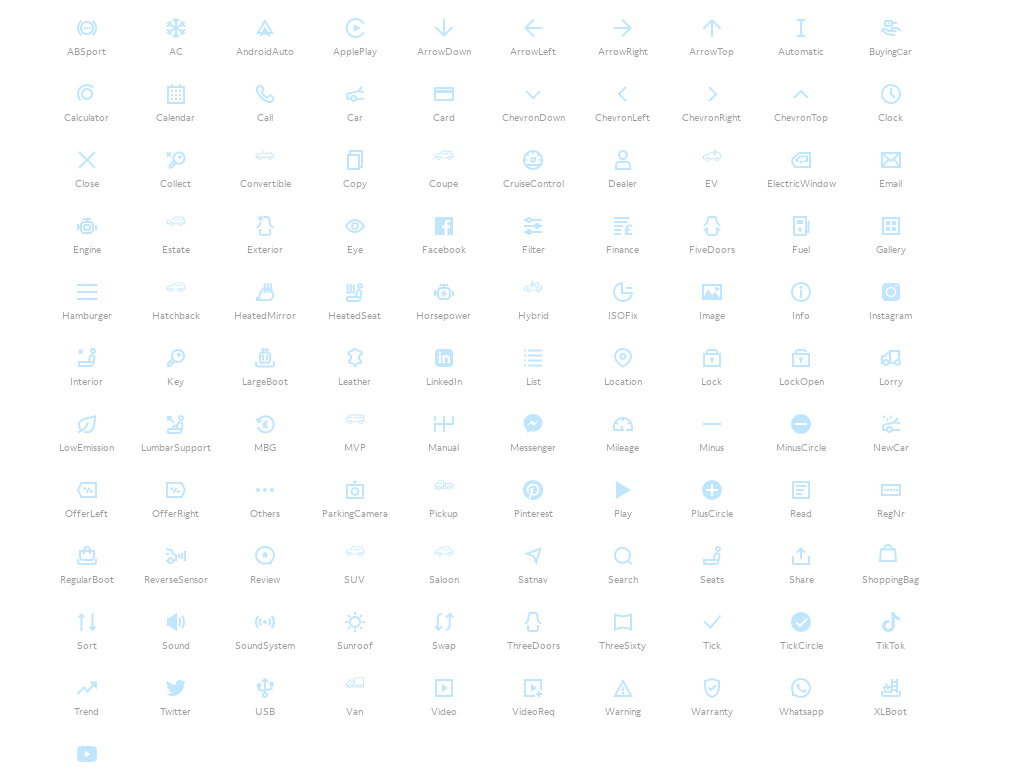 ABSport AC AndroidAuto ApplePlay ArrowDown ArrowLeft ArrowRight ArrowTop Automatic BuyingCar
Calculator Calendar Call Car Card ChevronDown ChevronLeft ChevronRight ChevronTop Clock
Close Collect Convertible Copy Coupe CruiseControl Dealer EV ElectricWindow Email
Engine Estate Exterior Eye Facebook Filter Finance FiveDoors Fuel Gallery
Hamburger Hatchback HeatedMirror HeatedSeat Horsepower Hybrid ISOFix Image Info Instagram
Interior Key LargeBoot Leather LinkedIn List Location Lock LockOpen Lorry
LowEmission LumbarSupport MBG MVP Manual Messenger Mileage Minus MinusCircle NewCar
OfferLeft OfferRight Others ParkingCamera Pickup Pinterest Play PlusCircle Read RegNr
RegularBoot ReverseSensor Review SUV Saloon Satnav Search Seats Share ShoppingBag
Sort Sound SoundSystem Sunroof Swap ThreeDoors ThreeSixty Tick TickCircle TikTok
Trend Twitter USB Van Video VideoReq Warning Warranty Whatsapp XLBoot